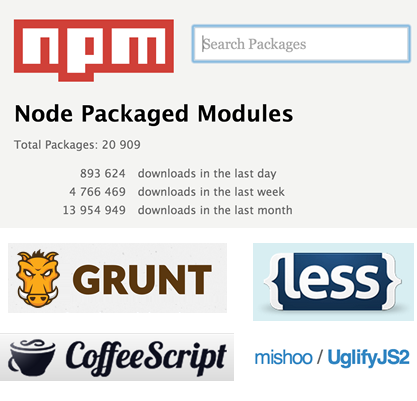 npm
Search Packages
Node Packaged Modules
Total Packages: 20 909
893 624 downloads in the last day
4 766 469 downloads in the last week
13 954 949 downloads in the last month
GRUNT
{less}
CoffeeScript
mishoo / UglifyJS2